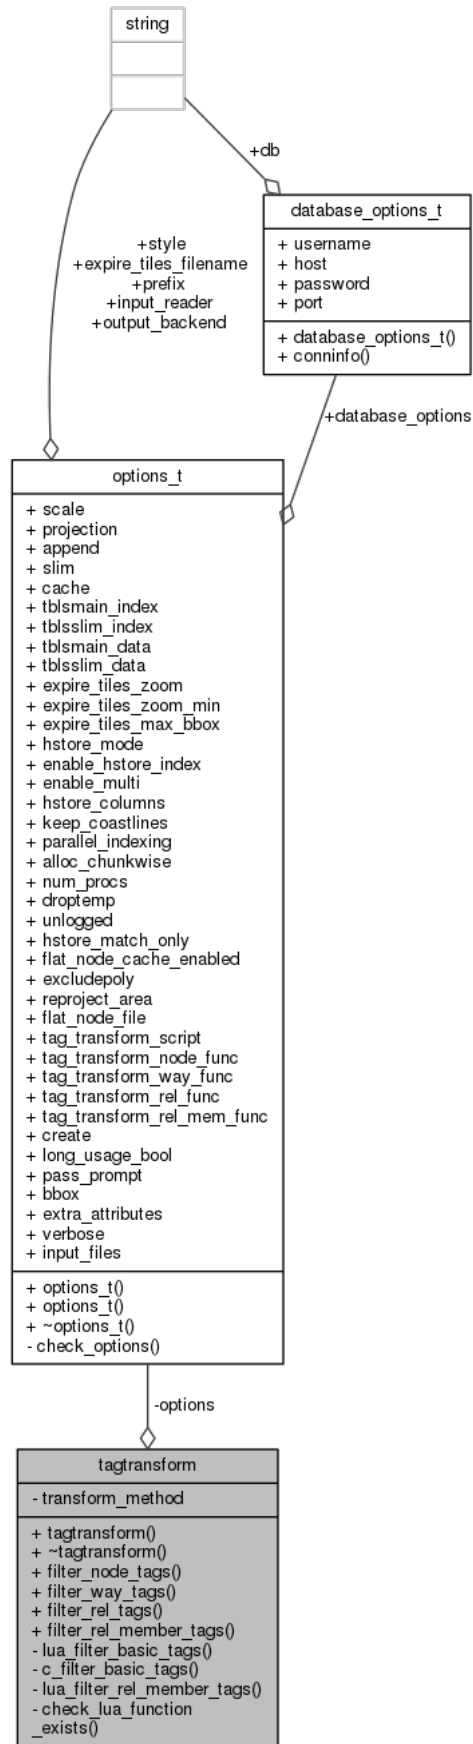 string
+db
database_options_t
+ username
+ host
+ password
+ port
+ database_options_t()
+ conninfo()
+style
+expire_tiles_filename
+prefix
+input_reader
+output_backend
+database_options
options_t
+ scale
+ projection
+ append
+ slim
+ cache
+ tblsmain_index
+ tblsslim_index
+ tblsmain_data
+ tblsslim_data
+ expire_tiles_zoom
+ expire_tiles_zoom_min
+ expire_tiles_max_bbox
+ hstore_mode
+ enable_hstore_index
+ enable_multi
+ hstore_columns
+ keep_coastlines
+ parallel_indexing
+ alloc_chunkwise
+ num_procs
+ droptemp
+ unlogged
+ hstore_match_only
+ flat_node_cache_enabled
+ excludepoly
+ reproject_area
+ flat_node_file
+ tag_transform_script
+ tag_transform_node_func
+ tag_transform_way_func
+ tag_transform_rel_func
+ tag_transform_rel_mem_func
+ create
+ long_usage_bool
+ pass_prompt
+ bbox
+ extra_attributes
+ verbose
+ input_files
+ options_t()
+ options_t()
+ ~options_t()
- check_options()
-options
tagtransform
- transform_method
+ tagtransform()
+ ~tagtransform()
+ filter_node_tags()
+ filter_way_tags()
+ filter_rel_tags()
+ filter_rel_member_tags()
- lua_filter_basic_tags()
- c_filter_basic_tags()
- lua_filter_rel_member_tags()
- check_lua_function
_exists()